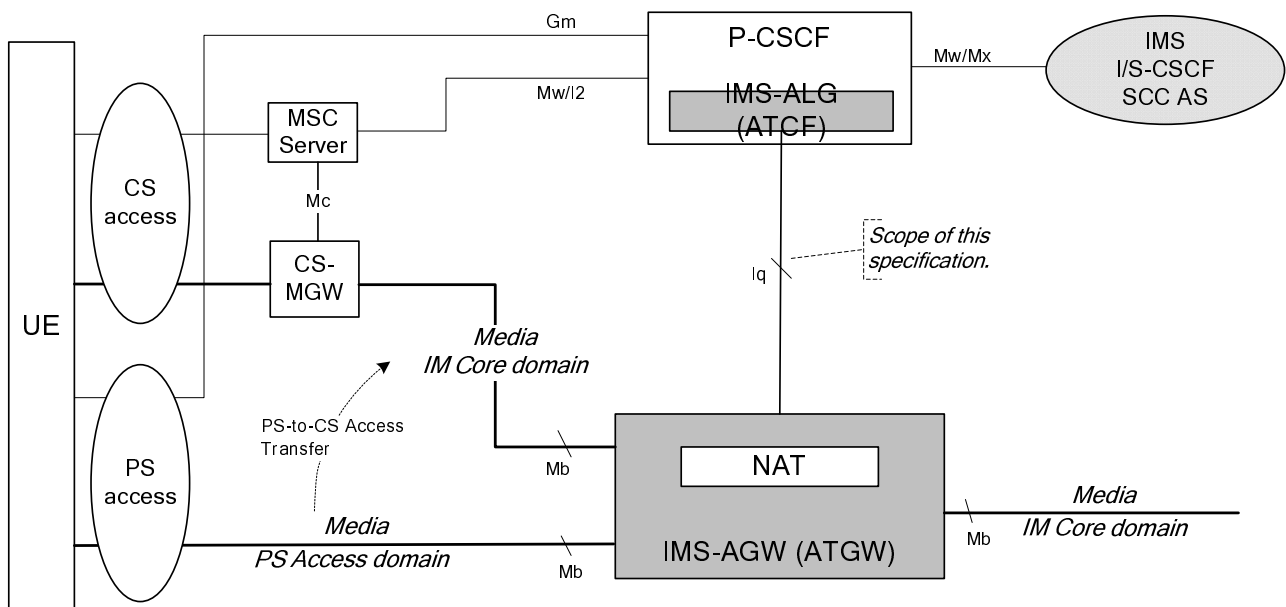 Gm
P-CSCF
IMS-ALG
(ATCF)
Mw/Mx
IMS
I/S-CSCF
SCC AS
Mw/I2
MSC
Server
Mc
CS
access
CS-
MGW
UE
Iq
Scope of this
specification.
Media
IM Core domain
PS-to-CS Access
Transfer
PS
access
Mb
NAT
Media
PS Access domain
Mb
IMS-AGW (ATGW)
Mb
Media
IM Core domain